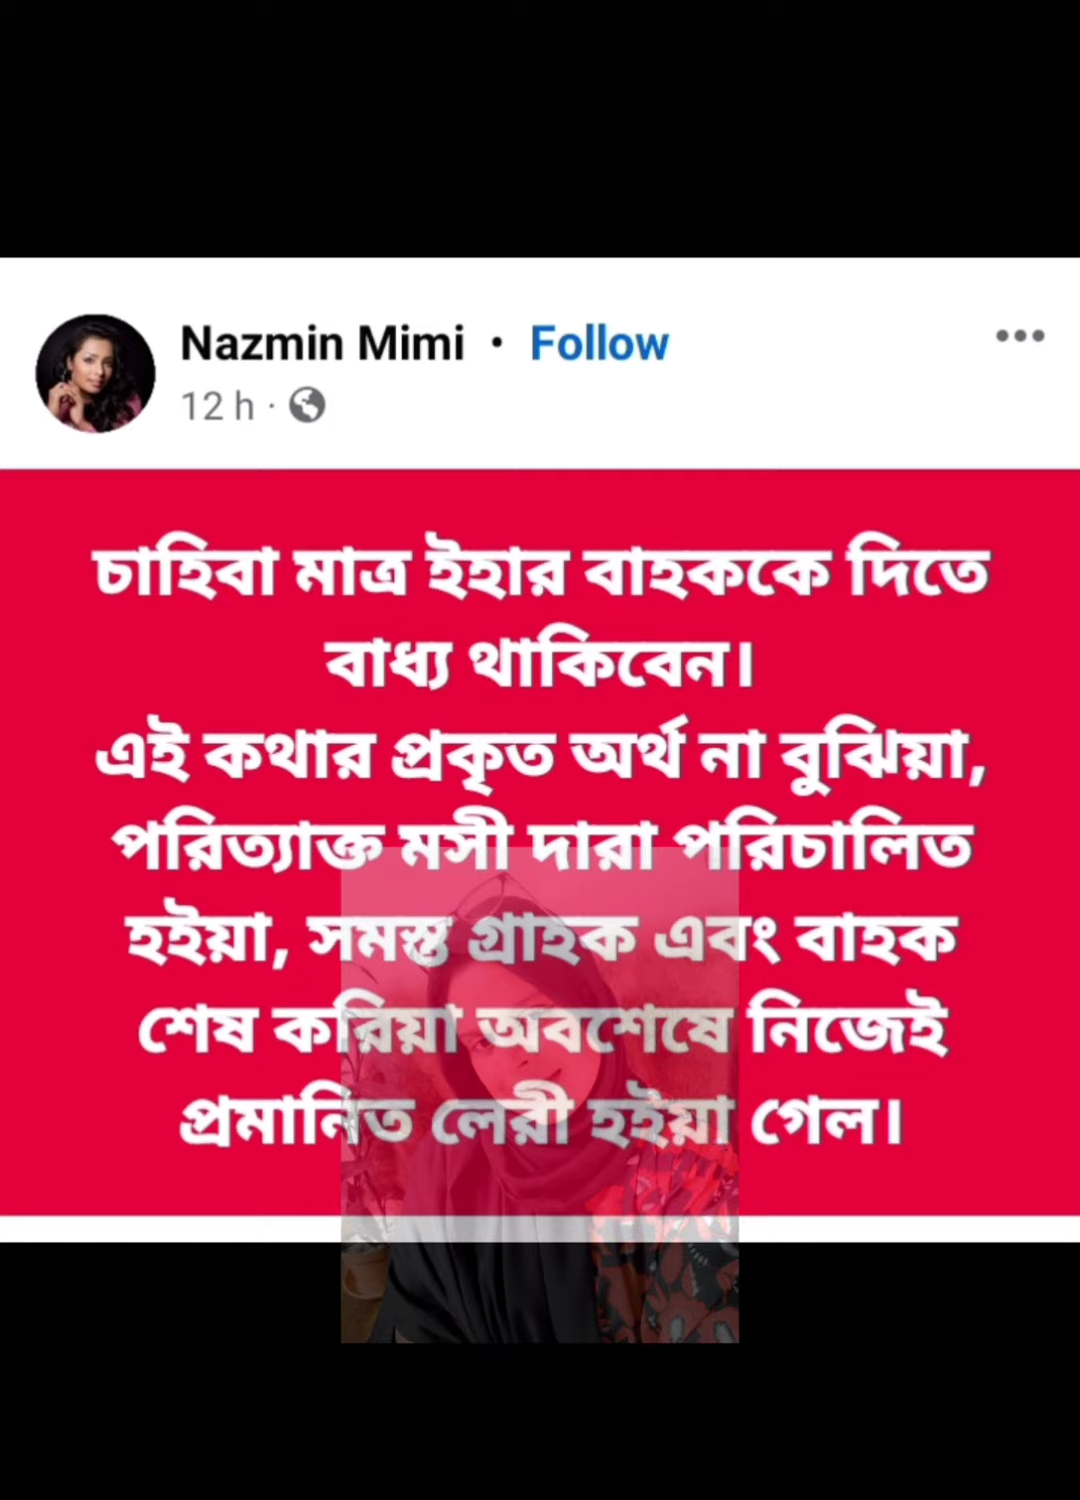 Nazmin Mimi · Follow
12 h ·
চাহিবা মাত্র ইহার বাহককে দিতে
বাধ্য থাকিবেন।
এই কথার প্রকৃত অর্থ না বুঝিয়া,
পরিত্যাক্ত মসী দারা পরিচালিত
হইয়া, সমস্ত গ্রাহক এবং বাহক
শেষ করিয়া অবশেষে নিজেই
প্রমানিত লেরী হইয়া গেল।